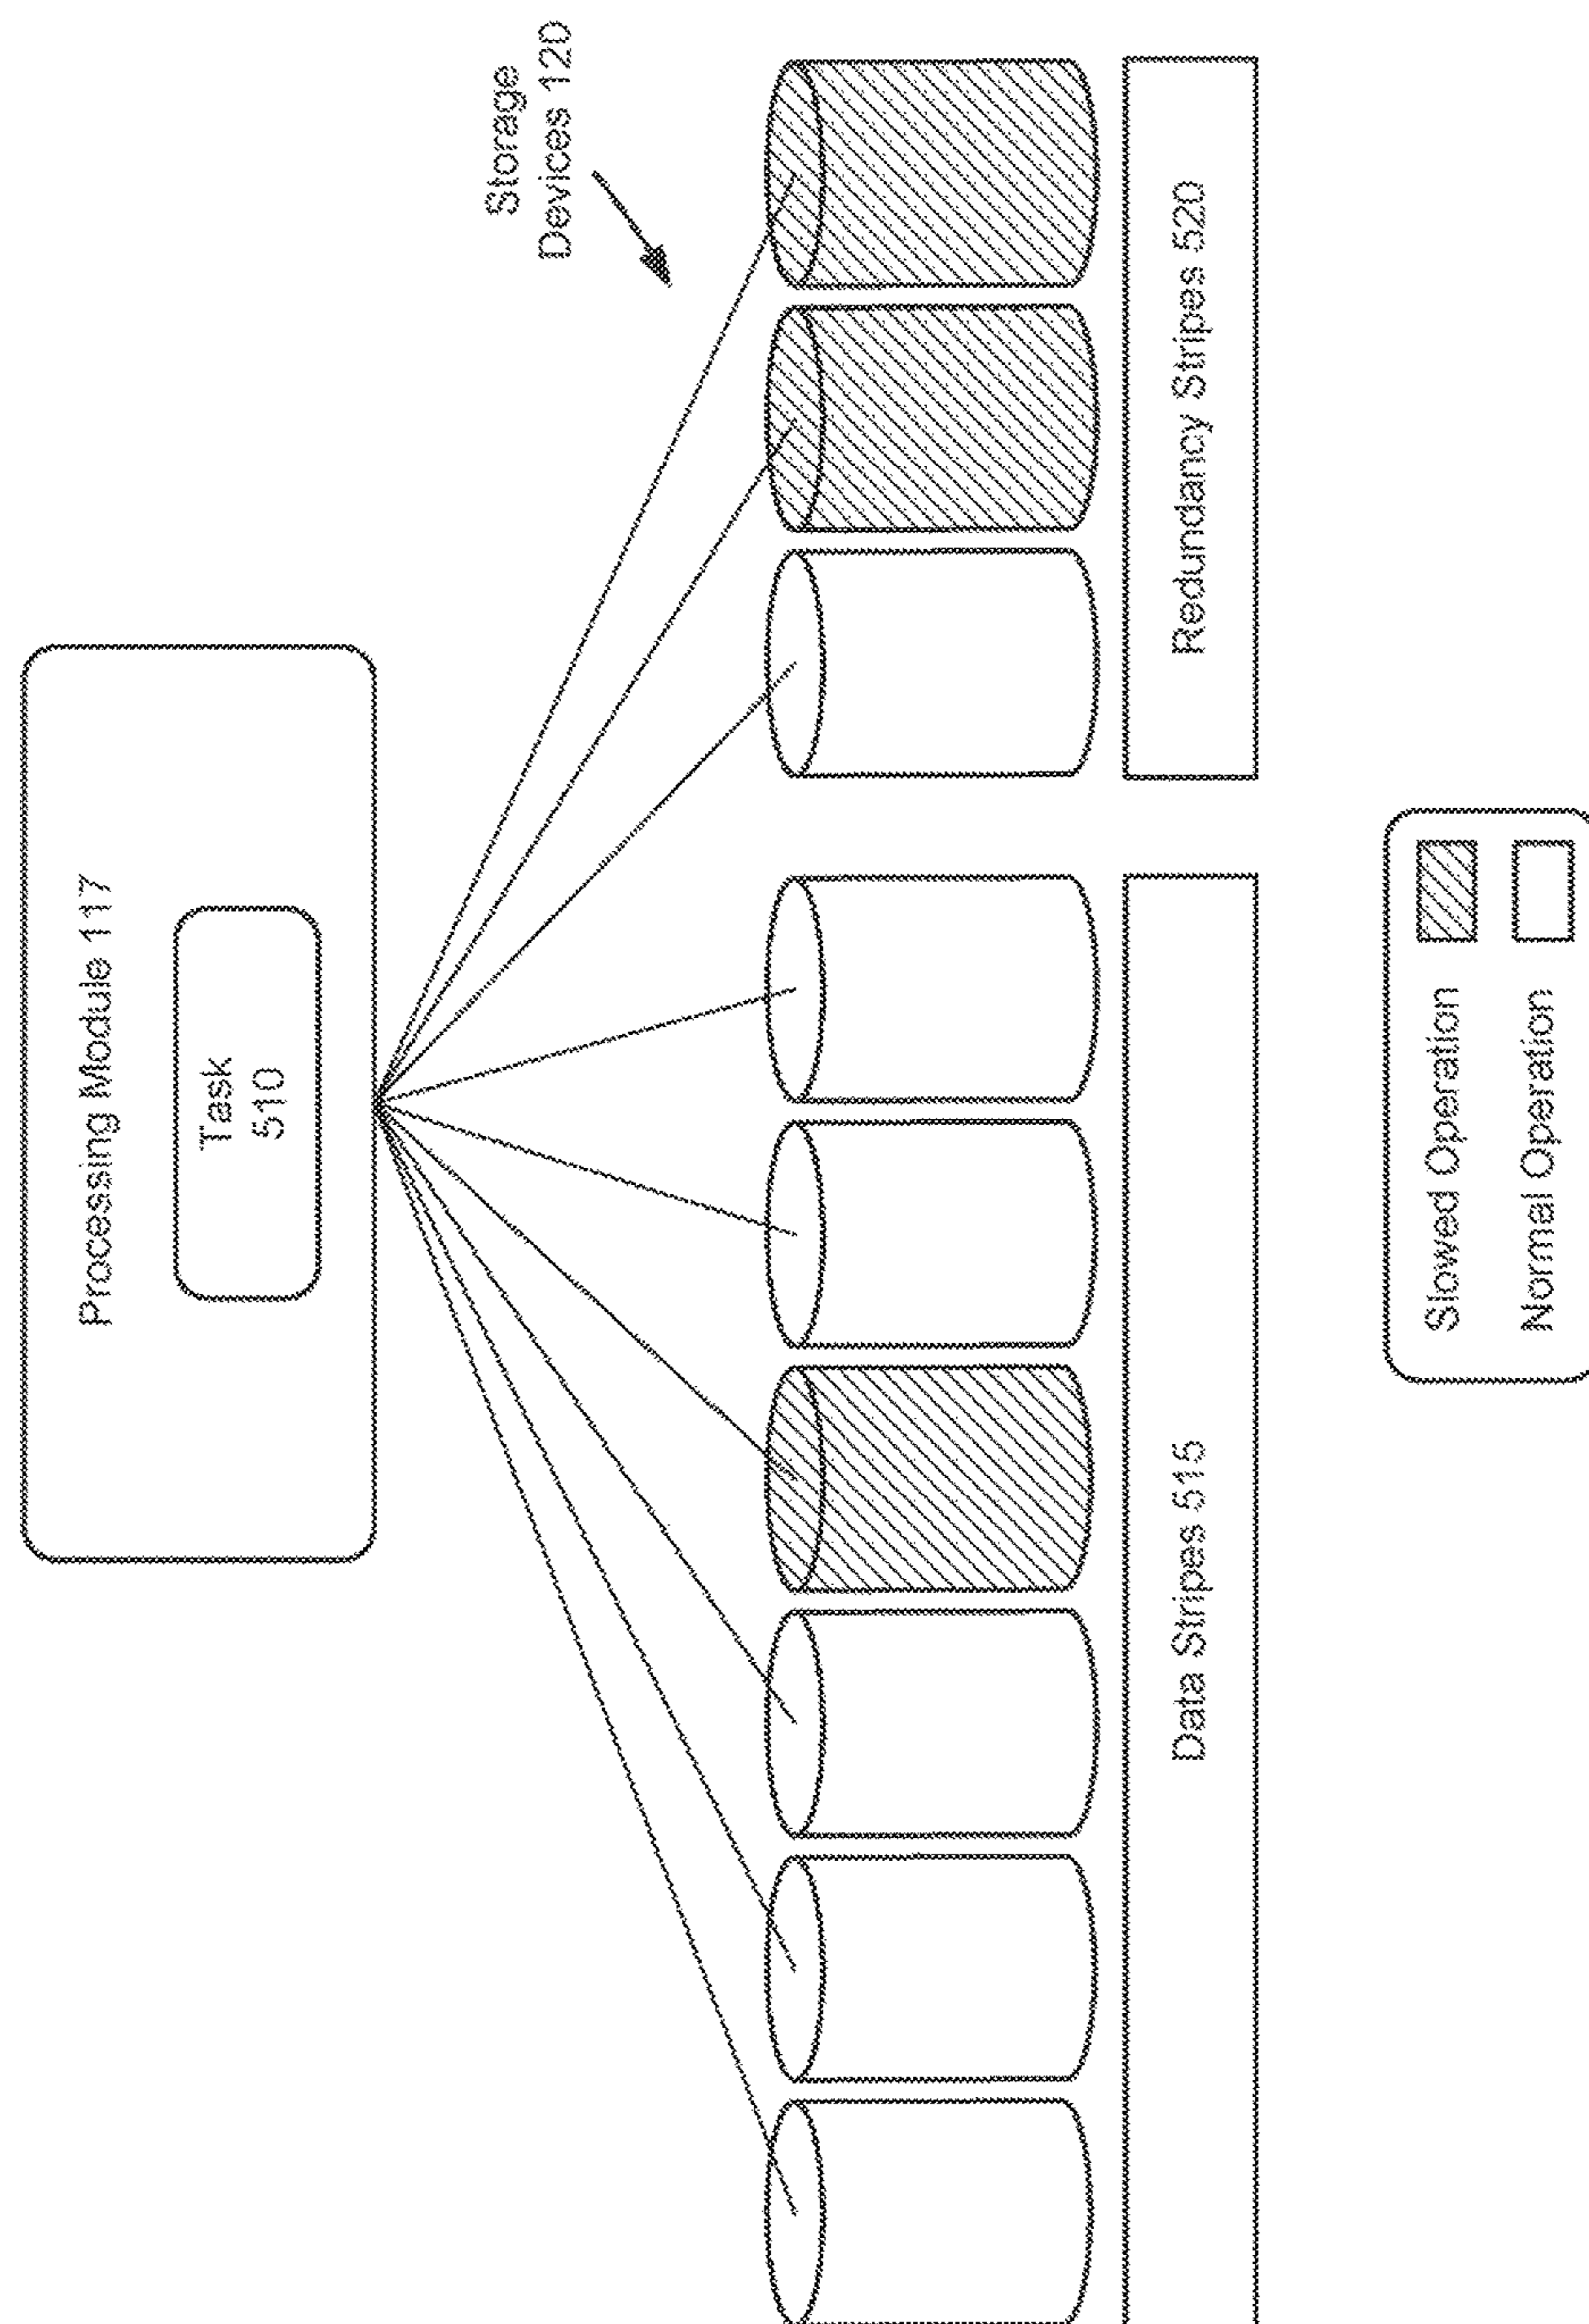 Processing Module 117
Task
510
Storage
Devices 120
Data Stripes 515
Redundancy Stripes 520
Slowed Operation
Normal Operation